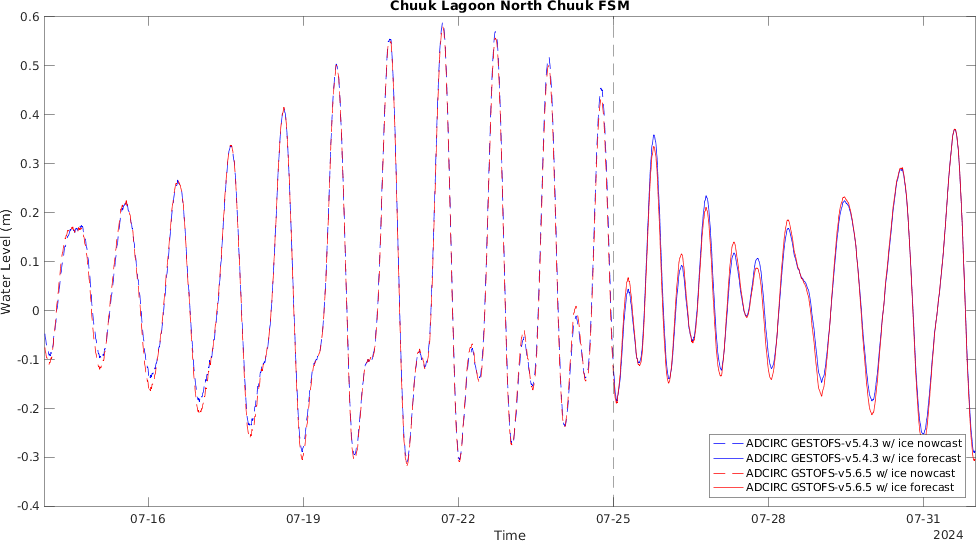 Chuuk Lagoon North Chuuk FSM
0.6
0.5
0.4
0.3
0.2
0.1
0
-0.1
-0.2
-0.3
-0.4
Water Level (m)
ADCIRC GESTOFS-v5.4.3 w/ ice nowcast
ADCIRC GESTOFS-v5.4.3 w/ ice forecast
ADCIRC GSTOFS-v5.6.5 w/ ice nowcast
ADCIRC GSTOFS-v5.6.5 w/ ice forecast
07-16
07-19
07-22
07-25
07-28
07-31
Time
2024